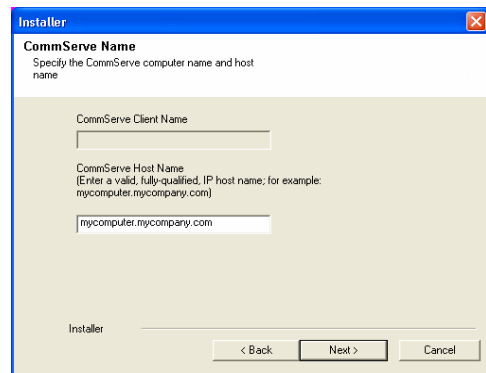 Installer
CommServe Name
Specify the CommServe computer name and host
name
CommServe Client Name
CommServe Host Name
(Enter a valid, fully-qualified, IP host name; for example:
mycomputer.mycompany.com)
mycomputer.mycompany.com
Installer
< Back Next > Cancel